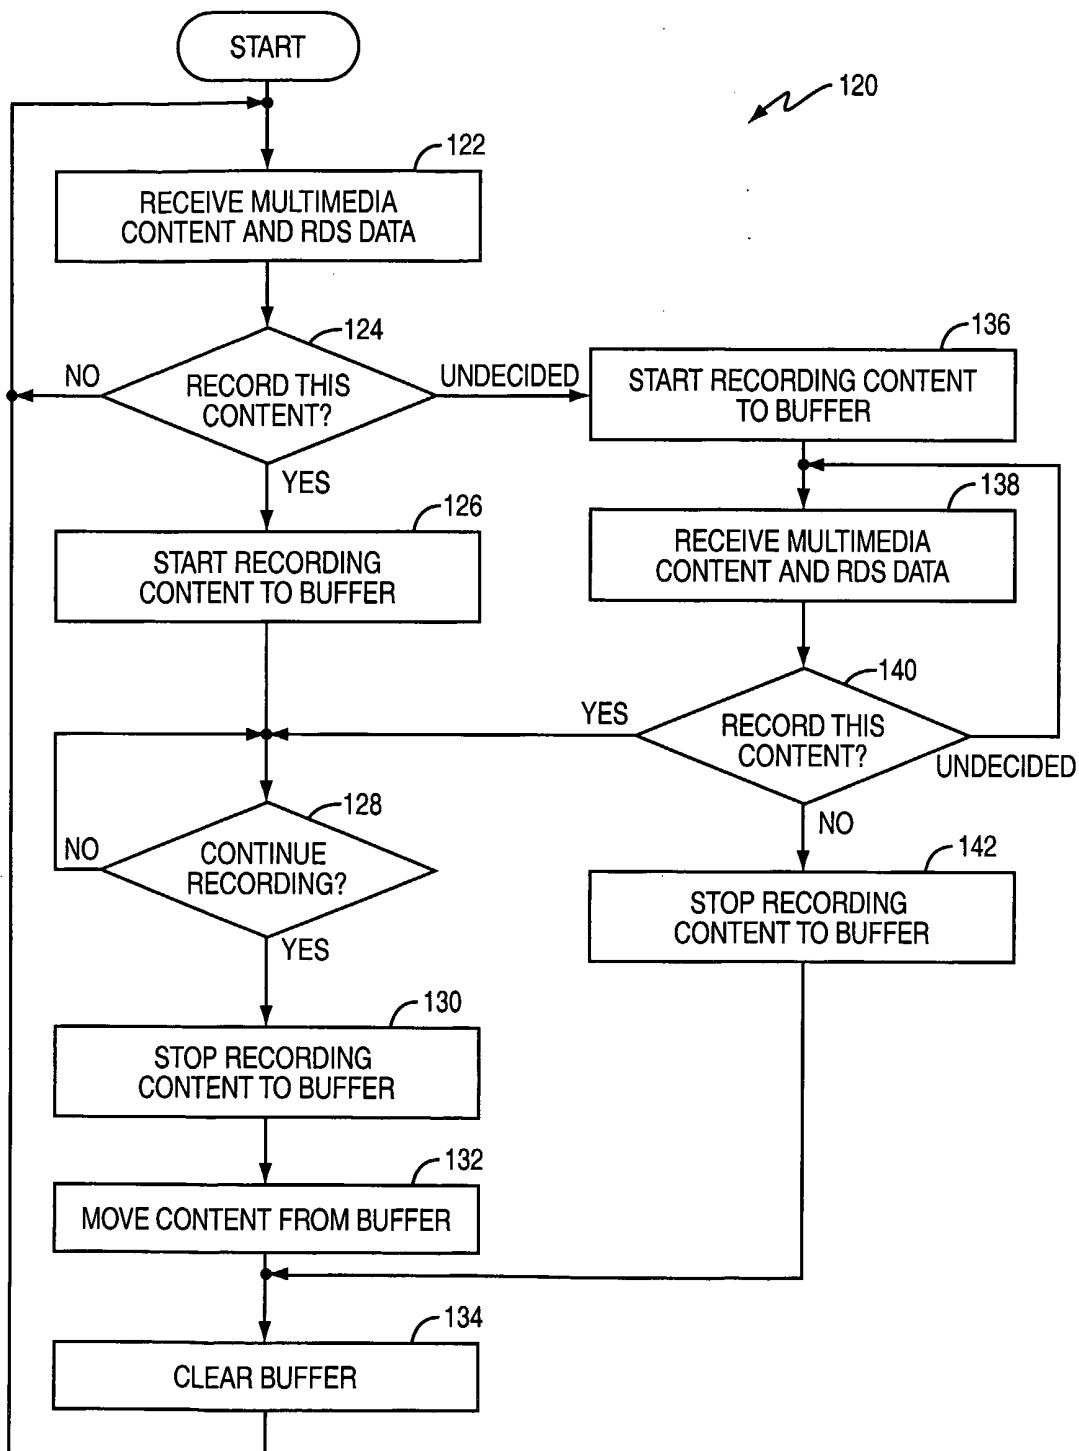 START
120
122
RECEIVE MULTIMEDIA
CONTENT AND RDS DATA
124
NO
RECORD THIS
CONTENT?
UNDECIDED
YES
136
START RECORDING CONTENT
TO BUFFER
126
START RECORDING
CONTENT TO BUFFER
138
RECEIVE MULTIMEDIA
CONTENT AND RDS DATA
140
YES
RECORD THIS
CONTENT?
UNDECIDED
NO
128
NO
CONTINUE
RECORDING?
YES
142
STOP RECORDING
CONTENT TO BUFFER
130
STOP RECORDING
CONTENT TO BUFFER
132
MOVE CONTENT FROM BUFFER
134
CLEAR BUFFER